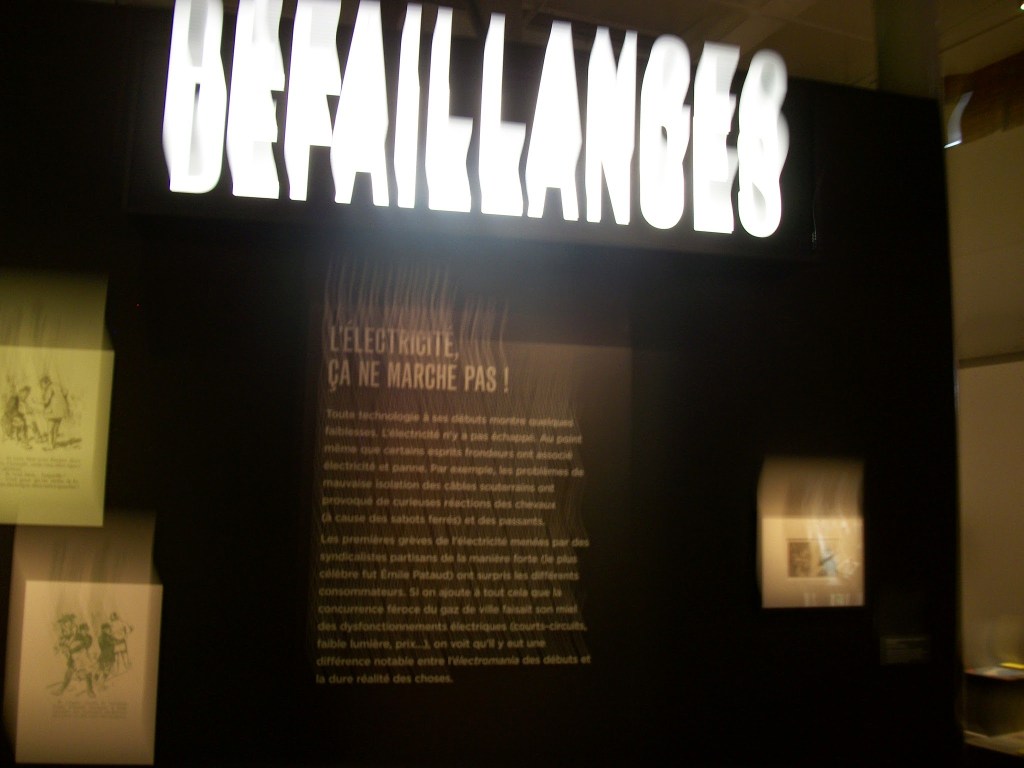 DÉFAILLANCES
L'ÉLECTRICITÉ,
ÇA NE MARCHE PAS !
Toute technologie à ses débuts montre quelques
faiblesses. L'électricité n'y a pas échappé. Au point
même que certains esprits frondeurs ont associé
électricité et panne. Par exemple, les problèmes de
mauvaise isolation des câbles souterrains ont
provoqué de curieuses réactions des chevaux
(à cause des sabots ferrés) et des passants.
Les premières grèves de l'électricité menées par des
syndicalistes partisans de la manière forte (le plus
célèbre fut Émile Pataud) ont surpris les différents
consommateurs. Si on ajoute à tout cela que la
concurrence féroce du gaz de ville faisait son miel
des dysfonctionnements électriques (courts-circuits,
faible lumière, prix...), on voit qu'il y eut une
différence notable entre l'électromania des débuts et
la dure réalité des choses.